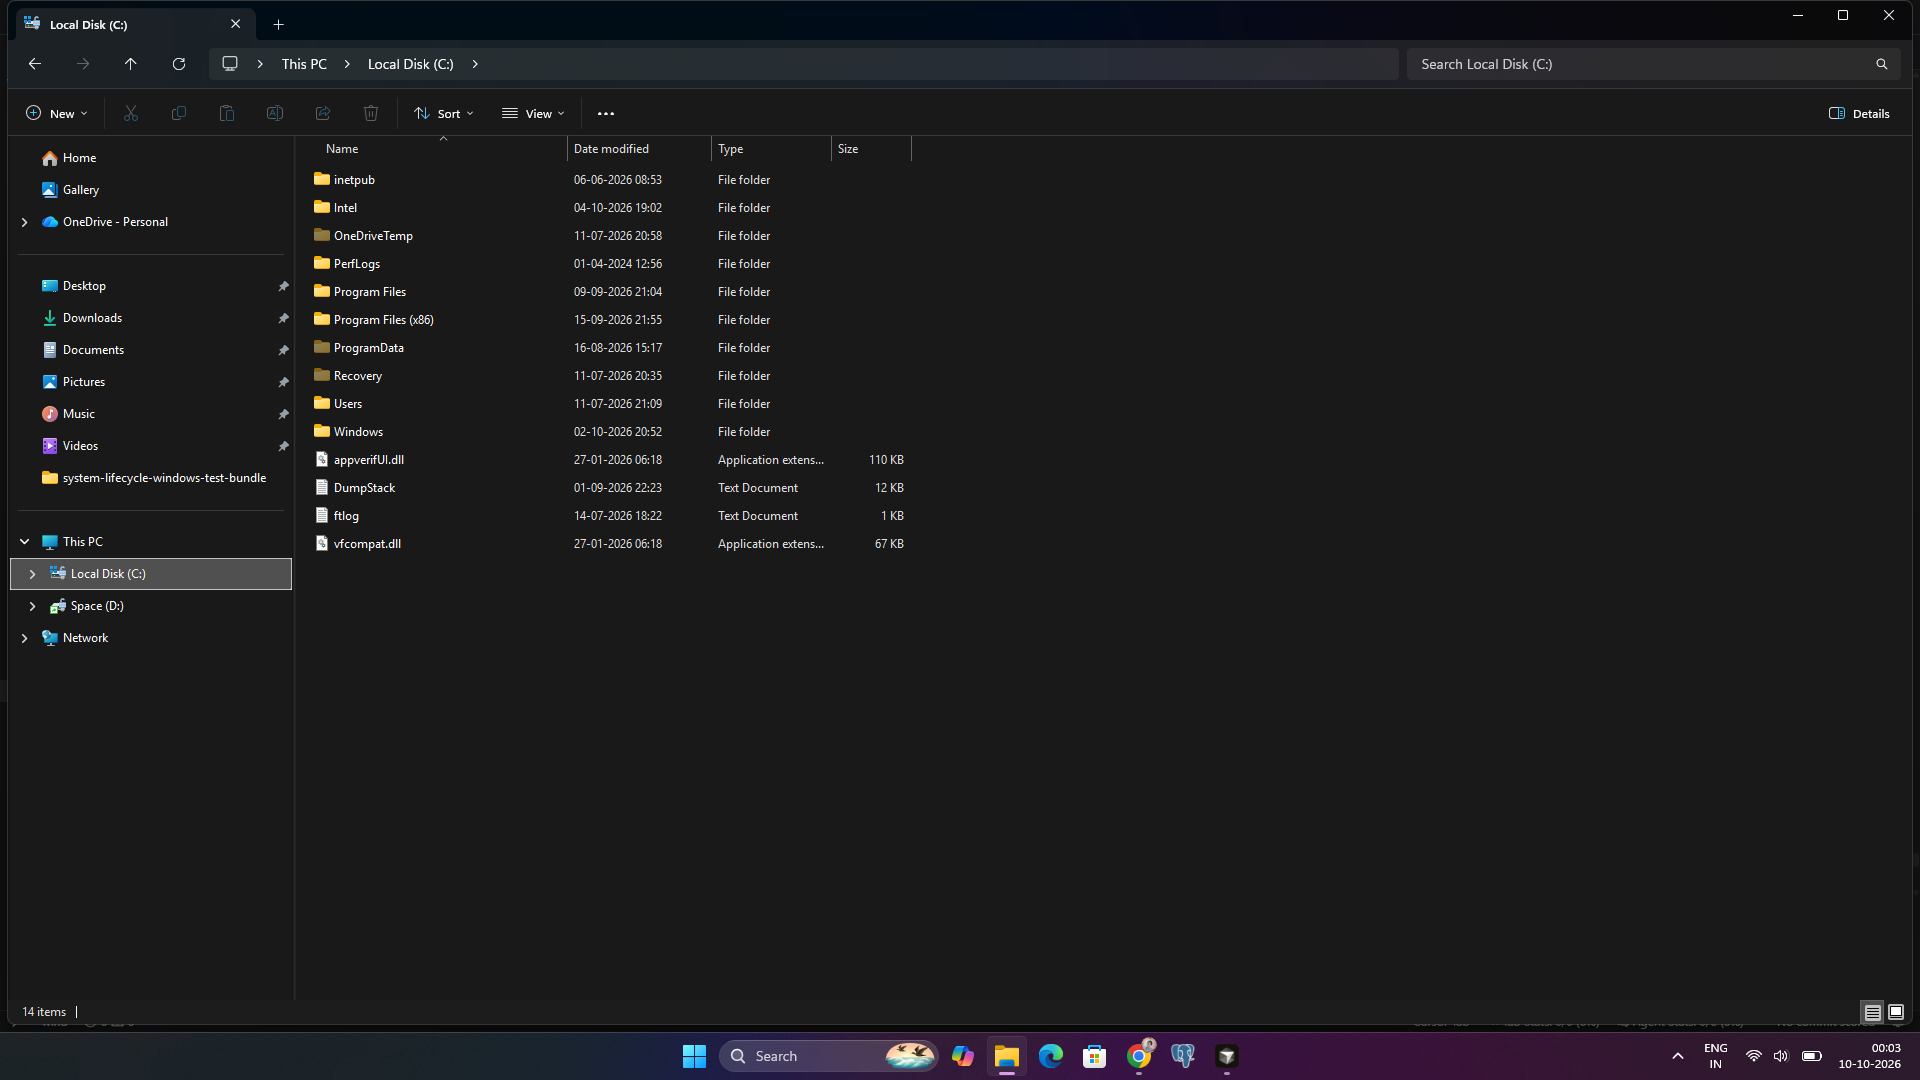 Local Disk (C:)
This PC Local Disk (C:)
Search Local Disk (C:)
New Sort View Details
Name Date modified Type Size
Home
Gallery
OneDrive - Personal
Desktop
Downloads
Documents
Pictures
Music
Videos
system-lifecycle-windows-test-bundle
This PC
Local Disk (C:)
Space (D:)
Network
inetpub 06-06-2026 08:53 File folder
Intel 04-10-2026 19:02 File folder
OneDriveTemp 11-07-2026 20:58 File folder
PerfLogs 01-04-2024 12:56 File folder
Program Files 09-09-2026 21:04 File folder
Program Files (x86) 15-09-2026 21:55 File folder
ProgramData 16-08-2026 15:17 File folder
Recovery 11-07-2026 20:35 File folder
Users 11-07-2026 21:09 File folder
Windows 02-10-2026 20:52 File folder
appverifUI.dll 27-01-2026 06:18 Application extens... 110 KB
DumpStack 01-09-2026 22:23 Text Document 12 KB
ftlog 14-07-2026 18:22 Text Document 1 KB
vfcompat.dll 27-01-2026 06:18 Application extens... 67 KB
14 items
Search
ENG
IN
00:03
10-10-2026